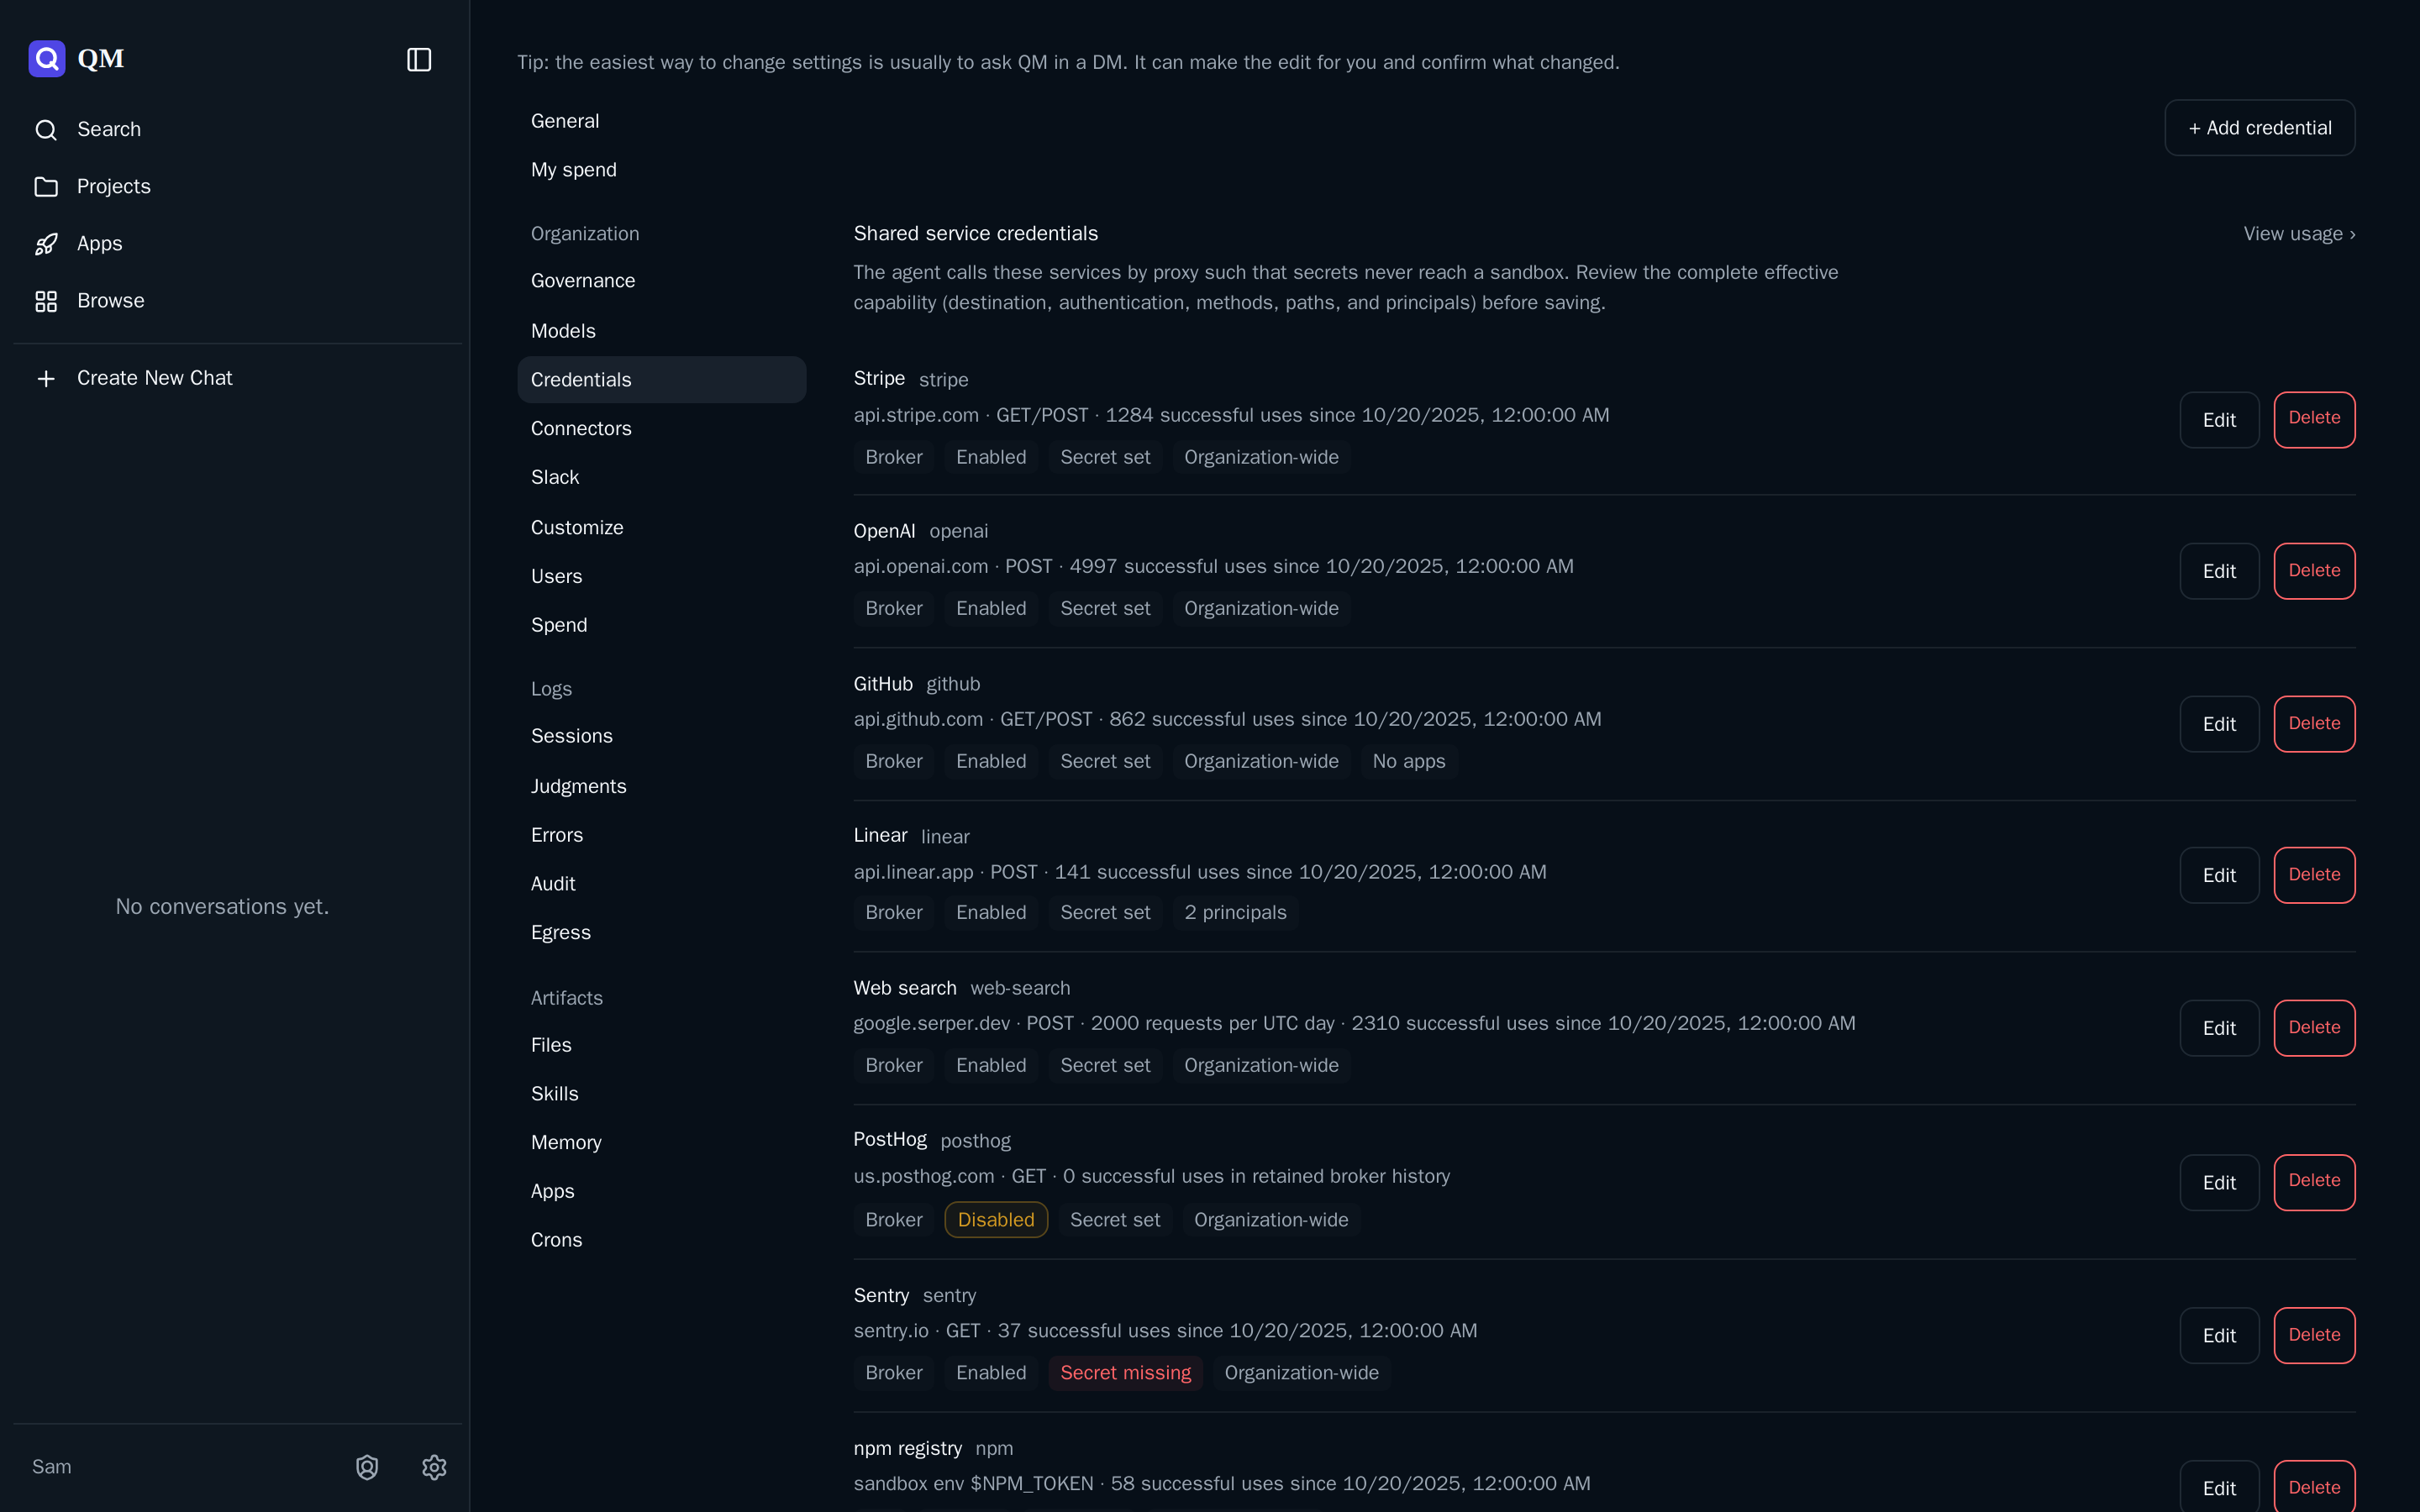 QM
Search
Projects
Apps
Browse
Create New Chat
No conversations yet.
Sam
Tip: the easiest way to change settings is usually to ask QM in a DM. It can make the edit for you and confirm what changed.
General
My spend
Organization
Governance
Models
Credentials
Connectors
Slack
Customize
Users
Spend
Logs
Sessions
Judgments
Errors
Audit
Egress
Artifacts
Files
Skills
Memory
Apps
Crons
+ Add credential
Shared service credentials
View usage ›
The agent calls these services by proxy such that secrets never reach a sandbox. Review the complete effective
capability (destination, authentication, methods, paths, and principals) before saving.
Stripe stripe
api.stripe.com · GET/POST · 1284 successful uses since 10/20/2025, 12:00:00 AM
Broker Enabled Secret set Organization-wide
Edit Delete
OpenAI openai
api.openai.com · POST · 4997 successful uses since 10/20/2025, 12:00:00 AM
Broker Enabled Secret set Organization-wide
Edit Delete
GitHub github
api.github.com · GET/POST · 862 successful uses since 10/20/2025, 12:00:00 AM
Broker Enabled Secret set Organization-wide No apps
Edit Delete
Linear linear
api.linear.app · POST · 141 successful uses since 10/20/2025, 12:00:00 AM
Broker Enabled Secret set 2 principals
Edit Delete
Web search web-search
google.serper.dev · POST · 2000 requests per UTC day · 2310 successful uses since 10/20/2025, 12:00:00 AM
Broker Enabled Secret set Organization-wide
Edit Delete
PostHog posthog
us.posthog.com · GET · 0 successful uses in retained broker history
Broker Disabled Secret set Organization-wide
Edit Delete
Sentry sentry
sentry.io · GET · 37 successful uses since 10/20/2025, 12:00:00 AM
Broker Enabled Secret missing Organization-wide
Edit Delete
npm registry npm
sandbox env $NPM_TOKEN · 58 successful uses since 10/20/2025, 12:00:00 AM
Edit Delete